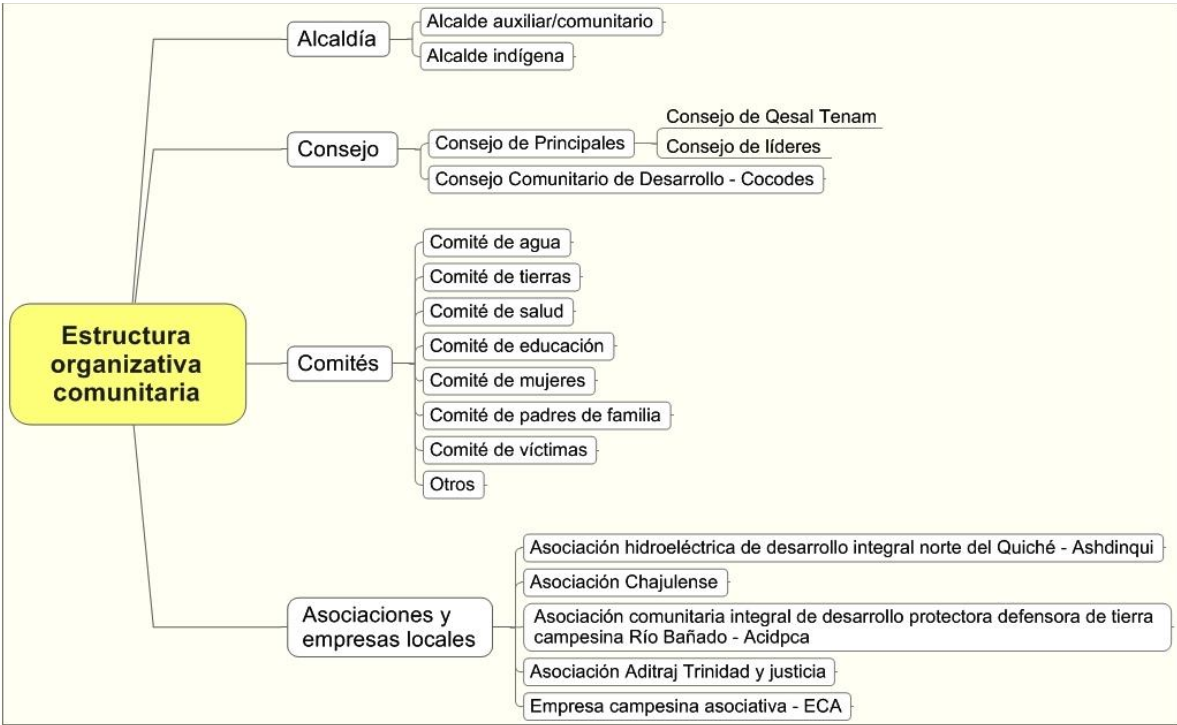 Estructura
organizativa
comunitaria
Alcaldía
Alcalde auxiliar/comunitario
Alcalde indígena
Consejo
Consejo de Principales
Consejo de Qesal Tenam
Consejo de líderes
Consejo Comunitario de Desarrollo - Cocodes
Comités
Comité de agua
Comité de tierras
Comité de salud
Comité de educación
Comité de mujeres
Comité de padres de familia
Comité de víctimas
Otros
Asociaciones y
empresas locales
Asociación hidroeléctrica de desarrollo integral norte del Quiché - Ashdinqui
Asociación Chajulense
Asociación comunitaria integral de desarrollo protectora defensora de tierra
campesina Río Bañado - Acidpca
Asociación Aditraj Trinidad y justicia
Empresa campesina asociativa - ECA